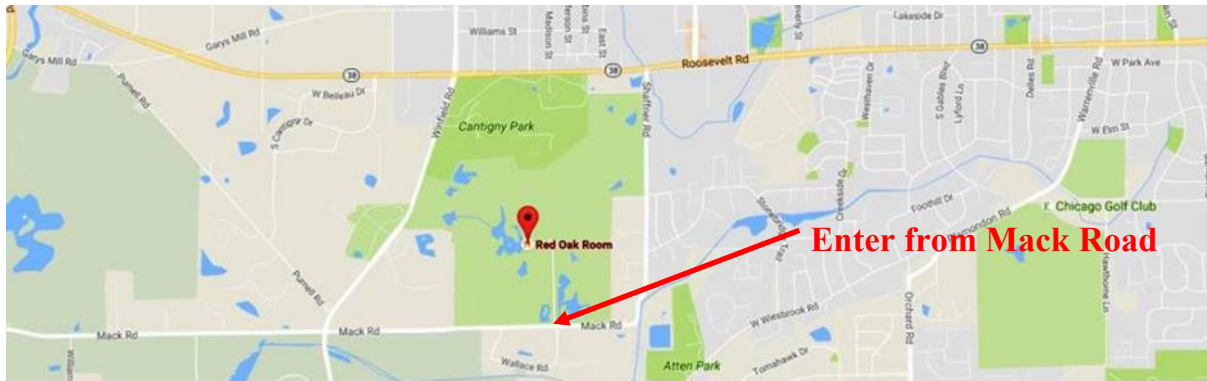 Garys Mill Rd
Garys Mill Rd
Purnell Rd
38
W Belleau Dr
S Cantigny Dr
Winfield Rd
Williams St
Madison St
East St
38
Roosevelt Rd
Cantigny Park
Shaffner Rd
Lakeside Dr
38
W Park Ave
Westhaven Dr
S Gables Blvd
Lyford Ln
Delles Rd
Warrenville Rd
W Elm St
Creekside Dr
Foothill Dr
Chicago Golf Club
Red Oak Room
Enter from Mack Road
Hawthorne Ln
Purnell Rd
Orchard Rd
W Wiesbrook Rd
Mack Rd
Mack Rd
Mack Rd
Wallace Rd
Atten Park
Tomahawk Dr